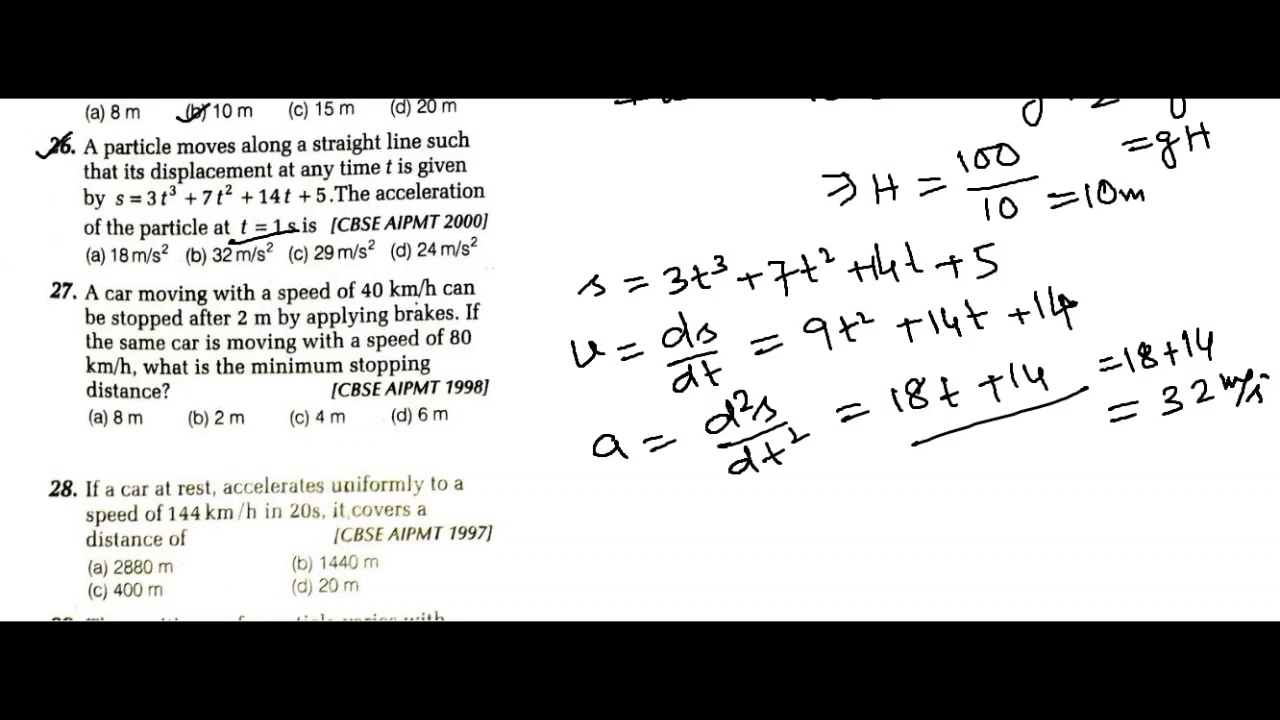 (a) 8 m (b) 10 m (c) 15 m (d) 20 m
26. A particle moves along a straight line such
that its displacement at any time t is given
by s = 3t³ + 7t² + 14t + 5. The acceleration
of the particle at t = 1 s is [CBSE AIPMT 2000]
(a) 18 m/s² (b) 32 m/s² (c) 29 m/s² (d) 24 m/s²
27. A car moving with a speed of 40 km/h can
be stopped after 2 m by applying brakes. If
the same car is moving with a speed of 80
km/h, what is the minimum stopping
distance? [CBSE AIPMT 1998]
(a) 8 m (b) 2 m (c) 4 m (d) 6 m
28. If a car at rest, accelerates uniformly to a
speed of 144 km/h in 20s, it covers a
distance of [CBSE AIPMT 1997]
(a) 2880 m (b) 1440 m
(c) 400 m (d) 20 m
= gH
⇒ H = 100/10 = 10m
s = 3t³ + 7t² + 14t + 5
v = ds/dt = 9t² + 14t + 14
a = d²s/dt² = 18t + 14 = 18 + 14
= 32 m/s